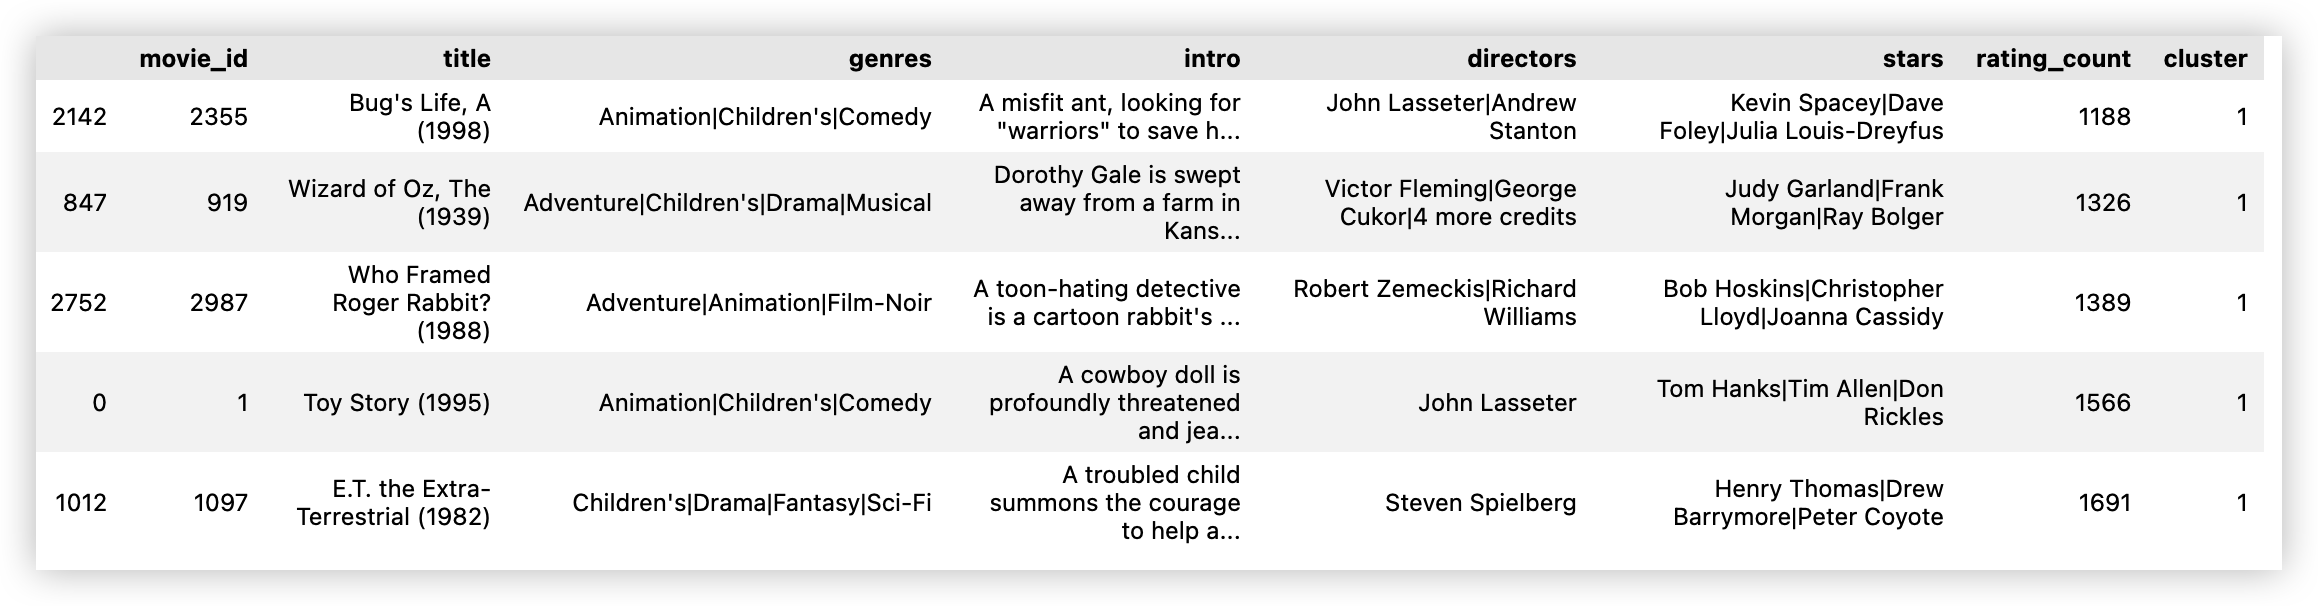 movie_id title genres intro directors stars rating_count cluster
2142 2355 Bug's Life, A (1998) Animation|Children's|Comedy A misfit ant, looking for "warriors" to save h... John Lasseter|Andrew Stanton Kevin Spacey|Dave Foley|Julia Louis-Dreyfus 1188 1
847 919 Wizard of Oz, The (1939) Adventure|Children's|Drama|Musical Dorothy Gale is swept away from a farm in Kans... Victor Fleming|George Cukor|4 more credits Judy Garland|Frank Morgan|Ray Bolger 1326 1
2752 2987 Who Framed Roger Rabbit? (1988) Adventure|Animation|Film-Noir A toon-hating detective is a cartoon rabbit's ... Robert Zemeckis|Richard Williams Bob Hoskins|Christopher Lloyd|Joanna Cassidy 1389 1
0 1 Toy Story (1995) Animation|Children's|Comedy A cowboy doll is profoundly threatened and jea... John Lasseter Tom Hanks|Tim Allen|Don Rickles 1566 1
1012 1097 E.T. the Extra-Terrestrial (1982) Children's|Drama|Fantasy|Sci-Fi A troubled child summons the courage to help a... Steven Spielberg Henry Thomas|Drew Barrymore|Peter Coyote 1691 1